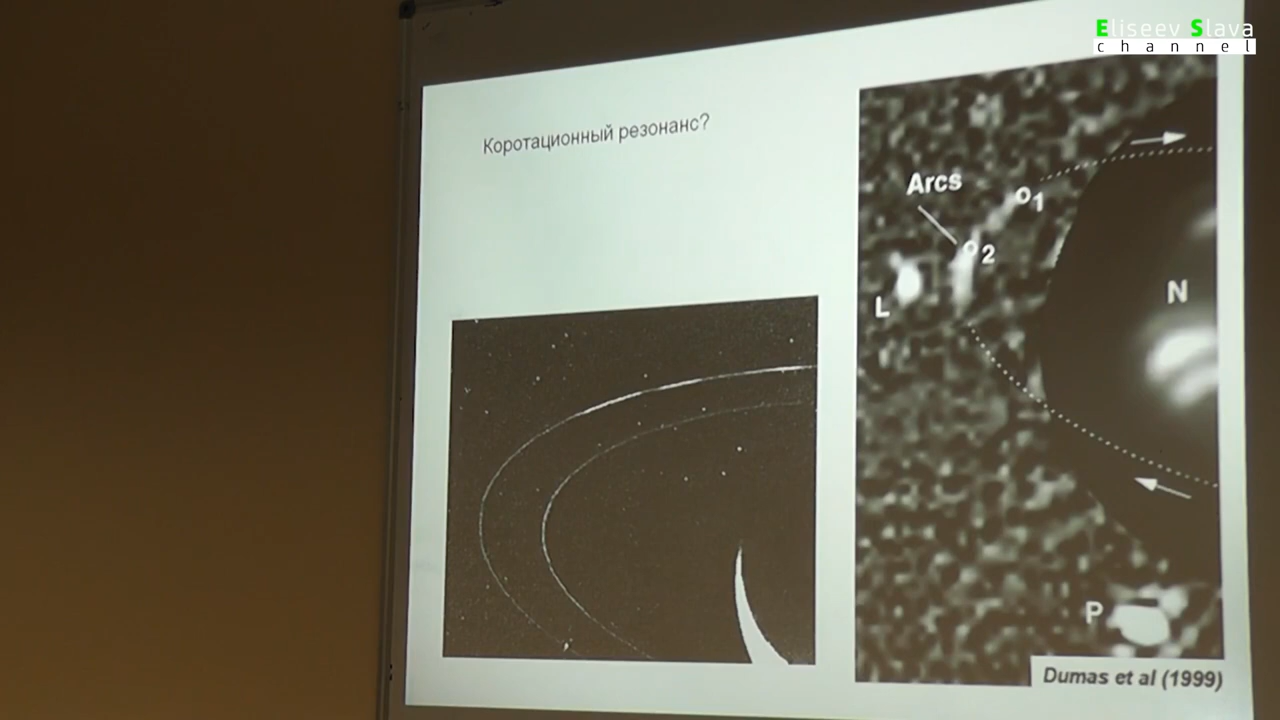 Eliseev Slava
channel
Коротационный резонанс?
Arcs
1
2
L
N
P
Dumas et al (1999)